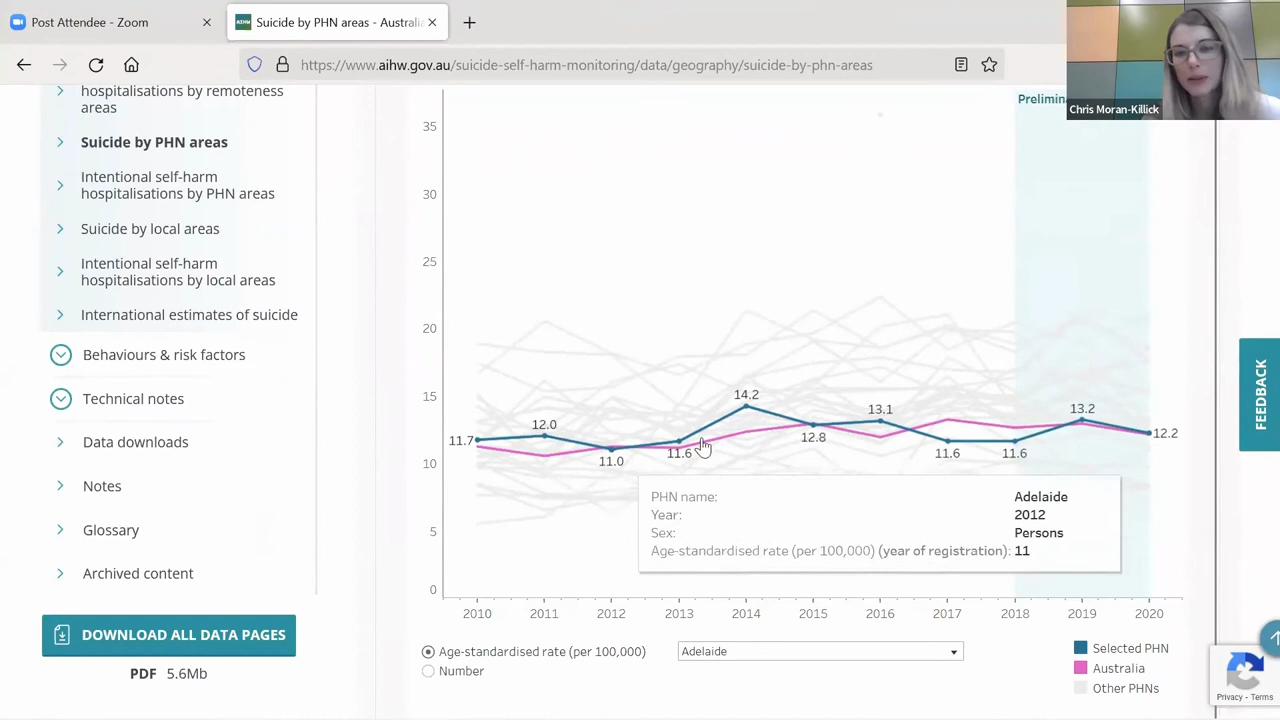 Post Attendee - Zoom
Suicide by PHN areas - Australia
https://www.aihw.gov.au/suicide-self-harm-monitoring/data/geography/suicide-by-phn-areas
Chris Moran-Killick
hospitalisations by remoteness
areas
Suicide by PHN areas
Intentional self-harm
hospitalisations by PHN areas
Suicide by local areas
Intentional self-harm
hospitalisations by local areas
International estimates of suicide
Behaviours & risk factors
Technical notes
Data downloads
Notes
Glossary
Archived content
DOWNLOAD ALL DATA PAGES
PDF 5.6Mb
35
30
25
20
15
10
5
0
11.7
12.0
11.0
11.6
14.2
12.8
13.1
11.6
11.6
13.2
12.2
PHN name: Adelaide
Year: 2012
Sex: Persons
Age-standardised rate (per 100,000) (year of registration): 11
2010 2011 2012 2013 2014 2015 2016 2017 2018 2019 2020
Age-standardised rate (per 100,000)
Number
Adelaide
Selected PHN
Australia
Other PHNs
FEEDBACK
Privacy - Terms